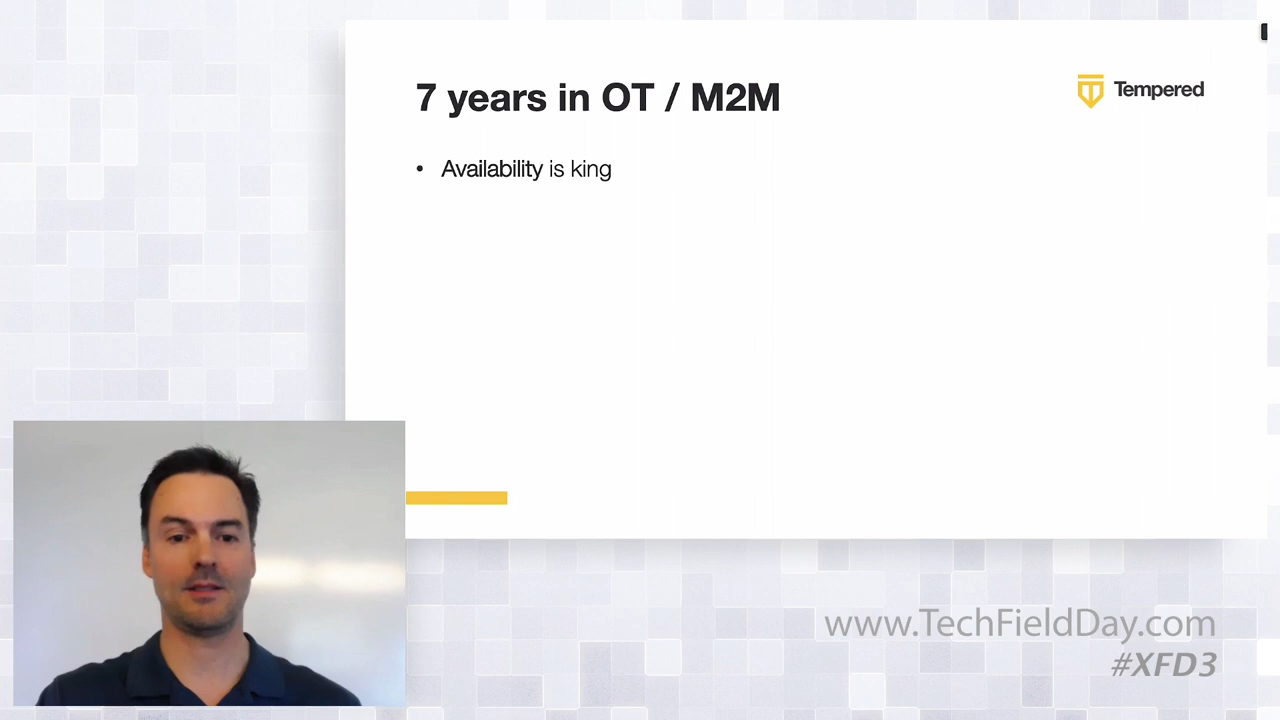 7 years in OT / M2M
Tempered
• Availability is king
www.TechFieldDay.com
#XFD3